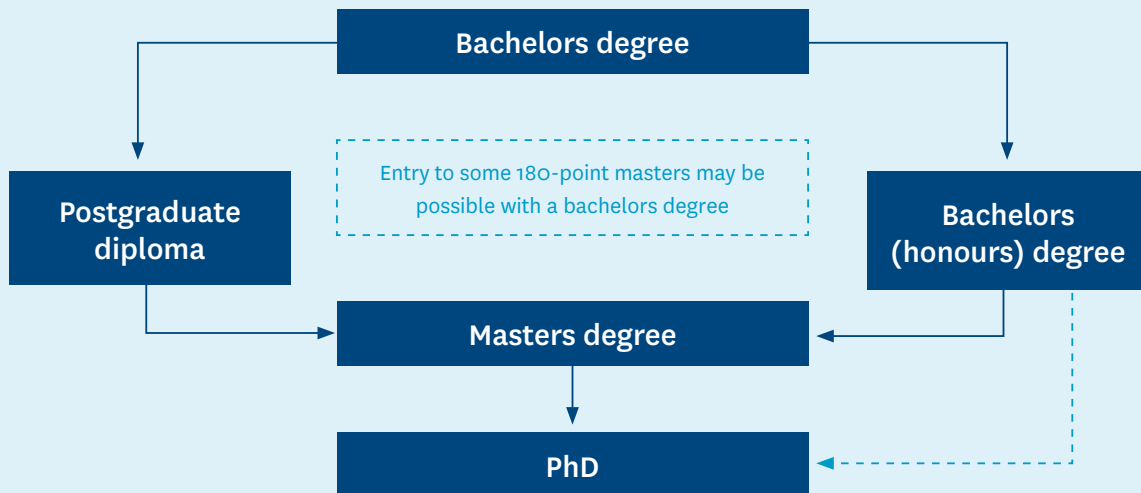 Bachelors degree
Entry to some 180-point masters may be
possible with a bachelors degree
Postgraduate
diploma
Bachelors
(honours) degree
Masters degree
PhD